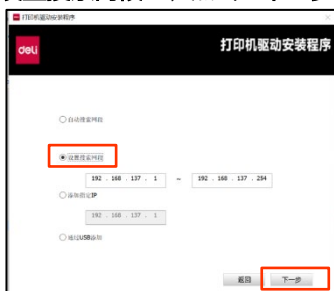 打印机驱动安装程序
deli
打印机驱动安装程序
自动搜索网段
设置搜索网段
192 . 168 . 137 . 1 ~ 192 . 168 . 137 . 254
添加指定IP
192 . 168 . 137 . 1
通过USB添加
返回 下一步